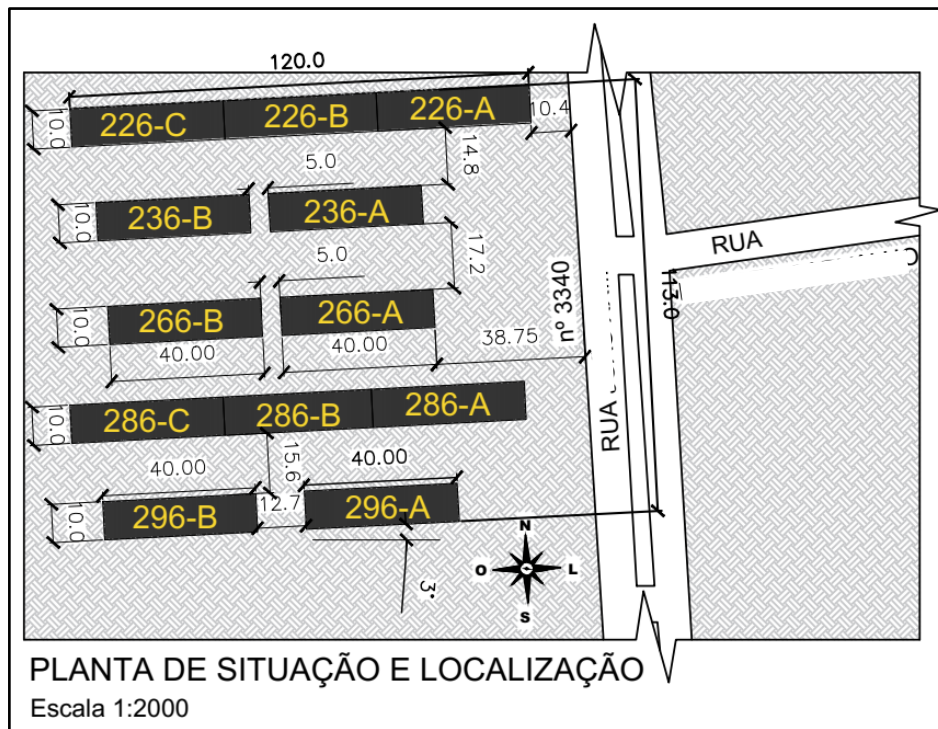 120.0
226-C 226-B 226-A
10.0
10.4
14.8
5.0
236-B 236-A
10.0
17.2
5.0
RUA
nº 3340
13.0
266-B 266-A
10.0
40.00 40.00 38.75
286-C 286-B 286-A
10.0
RUA
15.6
40.00 40.00
12.7
296-B 296-A
10.0
N
O L
S
3°
PLANTA DE SITUAÇÃO E LOCALIZAÇÃO
Escala 1:2000